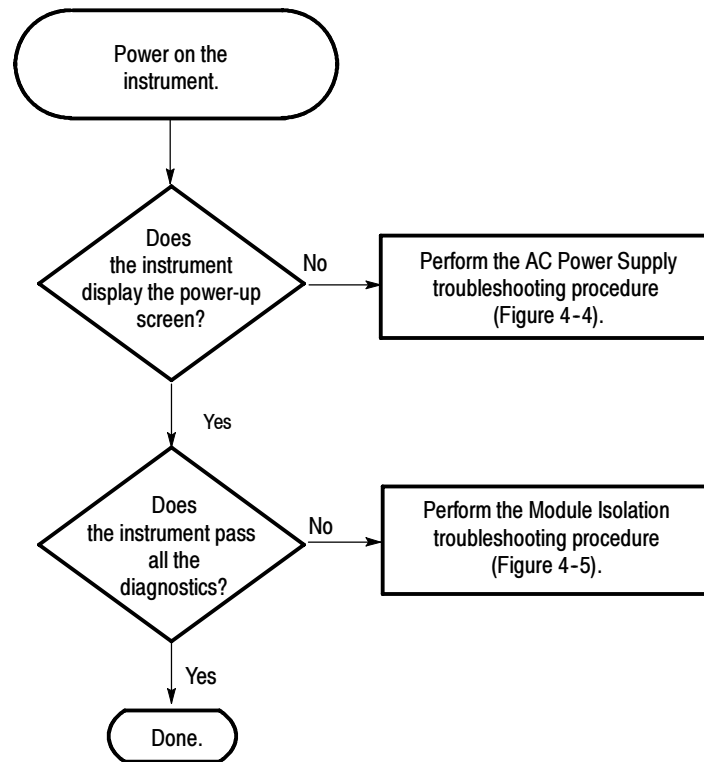 Power on the
instrument.
Does
the instrument
display the power-up
screen?
No
Perform the AC Power Supply
troubleshooting procedure
(Figure 4-4).
Yes
Does
the instrument pass
all the
diagnostics?
No
Perform the Module Isolation
troubleshooting procedure
(Figure 4-5).
Yes
Done.